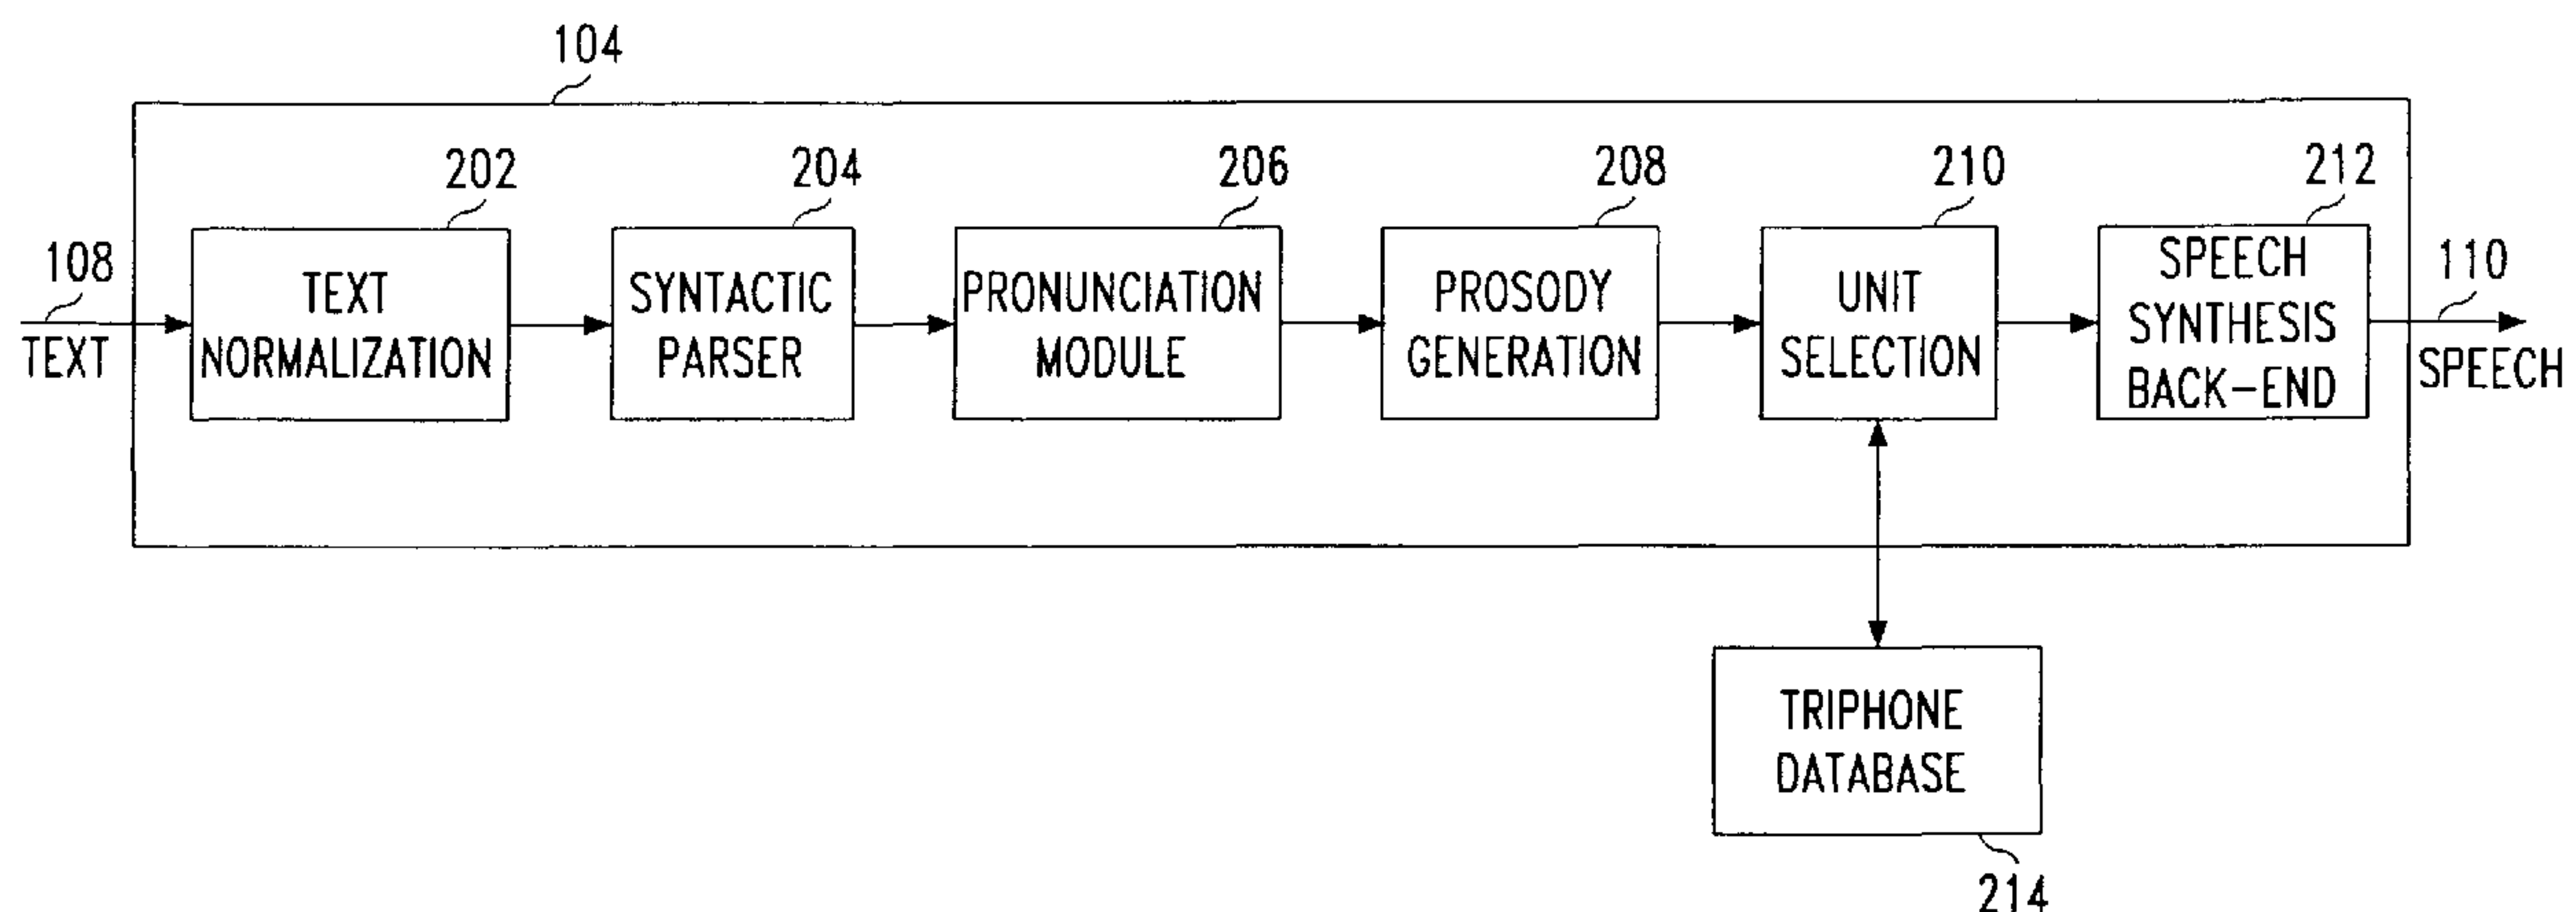 104
202
204
206
208
210
212
108
TEXT
TEXT
NORMALIZATION
SYNTACTIC
PARSER
PRONUNCIATION
MODULE
PROSODY
GENERATION
UNIT
SELECTION
SPEECH
SYNTHESIS
BACK-END
110
SPEECH
TRIPHONE
DATABASE
214